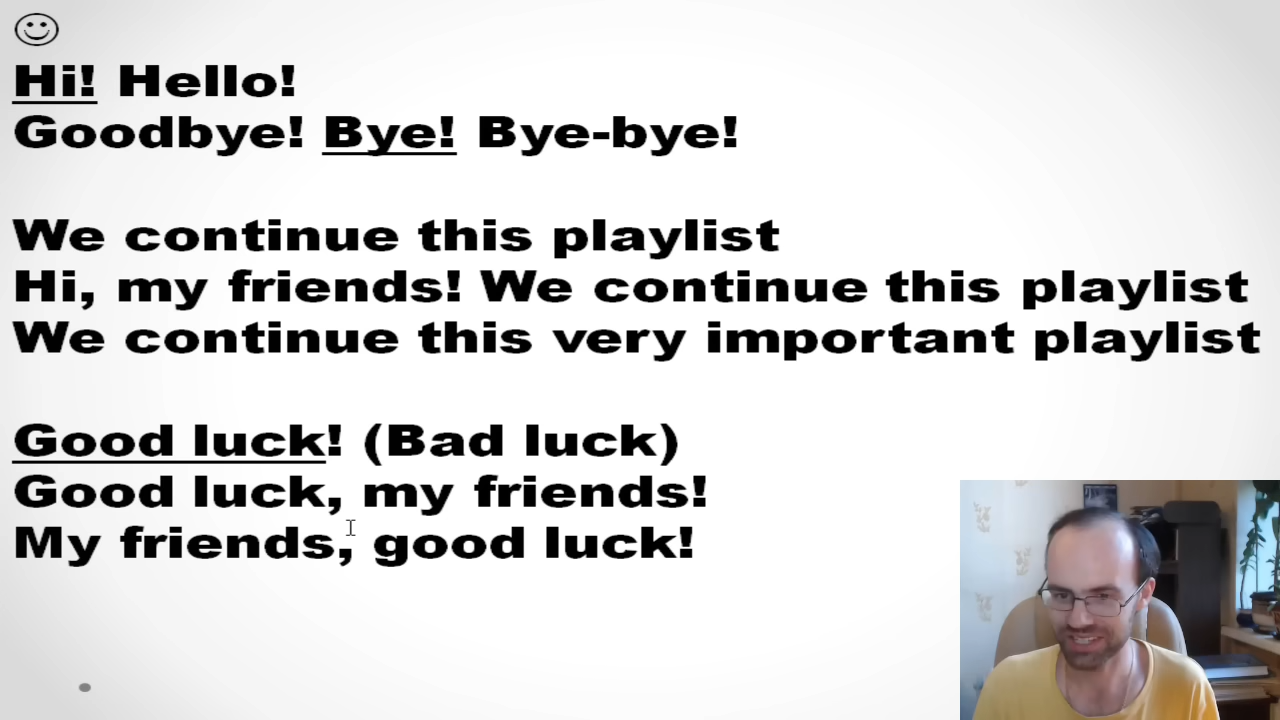 Hi! Hello!
Goodbye! Bye! Bye-bye!
We continue this playlist
Hi, my friends! We continue this playlist
We continue this very important playlist
Good luck! (Bad luck)
Good luck, my friends!
My friends, good luck!